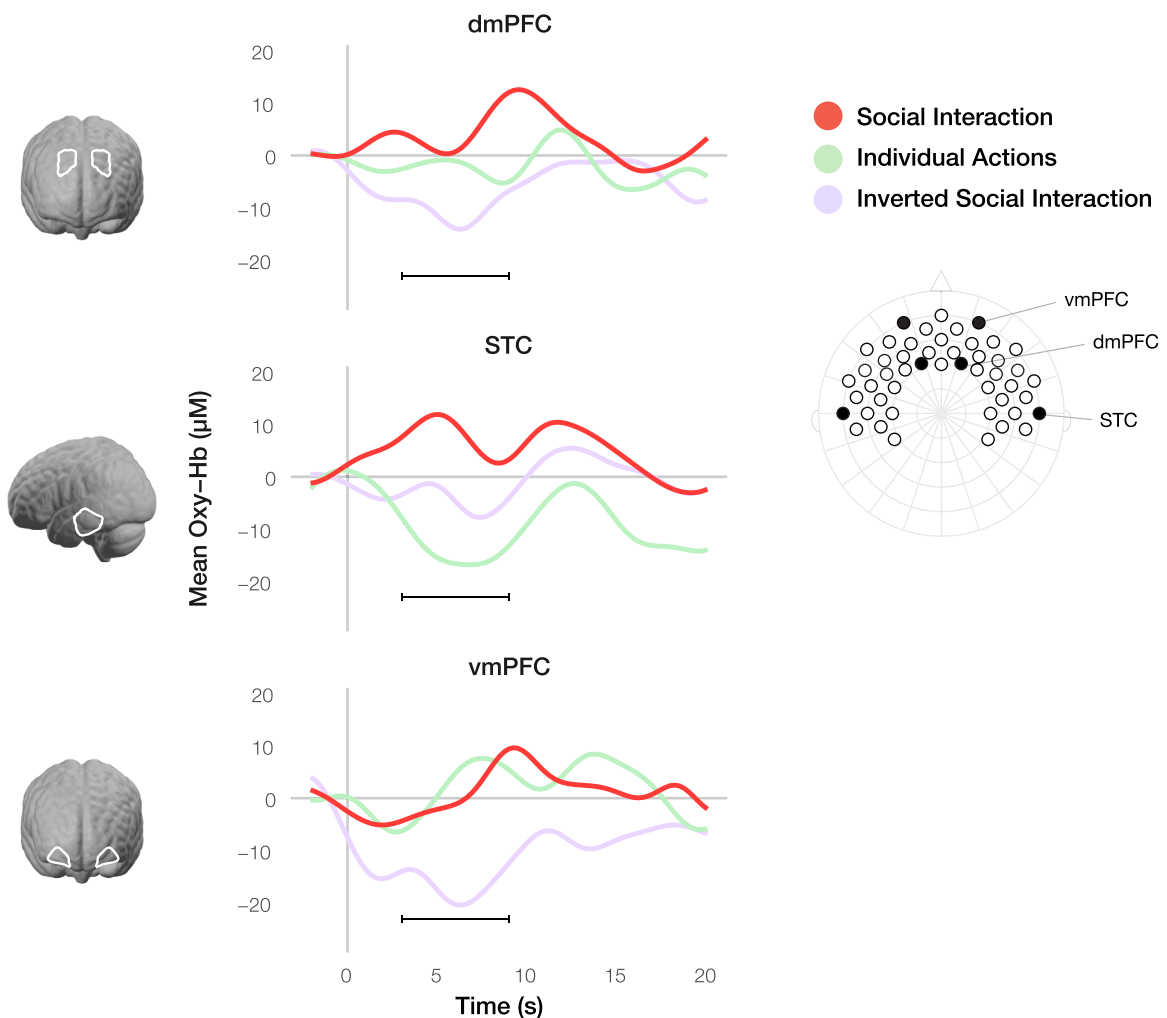 dmPFC
20
10
0
−10
−20
STC
20
10
0
−10
−20
vmPFC
20
10
0
−10
−20
0 5 10 15 20
Time (s)
Mean Oxy−Hb (μM)
Social Interaction
Individual Actions
Inverted Social Interaction
vmPFC
dmPFC
STC